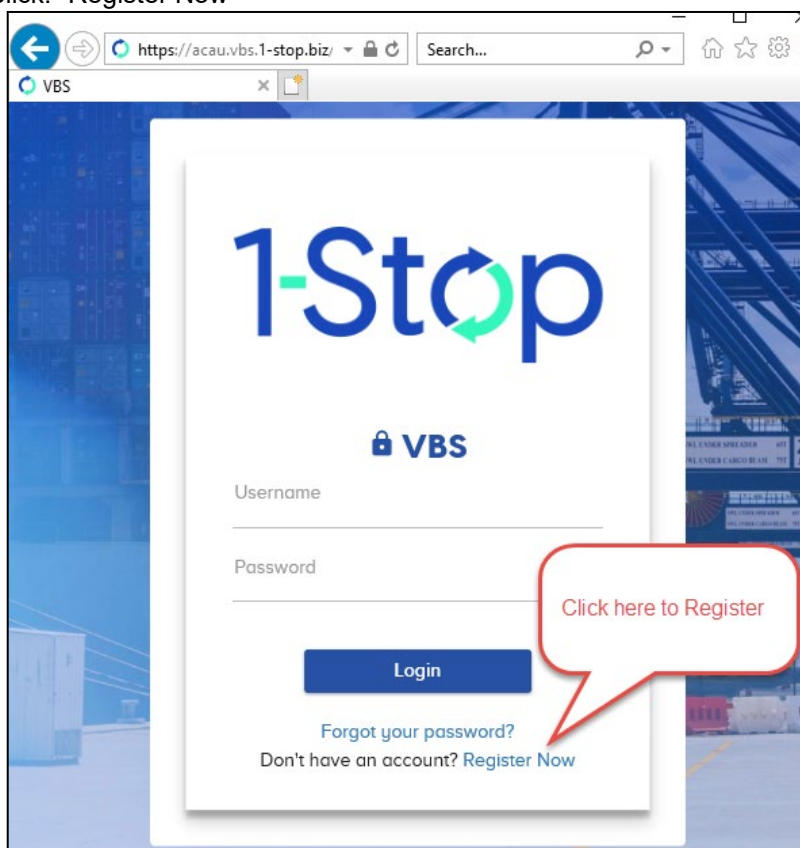 Click: "Register Now"
https://acau.vbs.1-stop.biz/
Search...
VBS
1-Stop
VBS
Username
Password
Click here to Register
Login
Forgot your password?
Don't have an account? Register Now